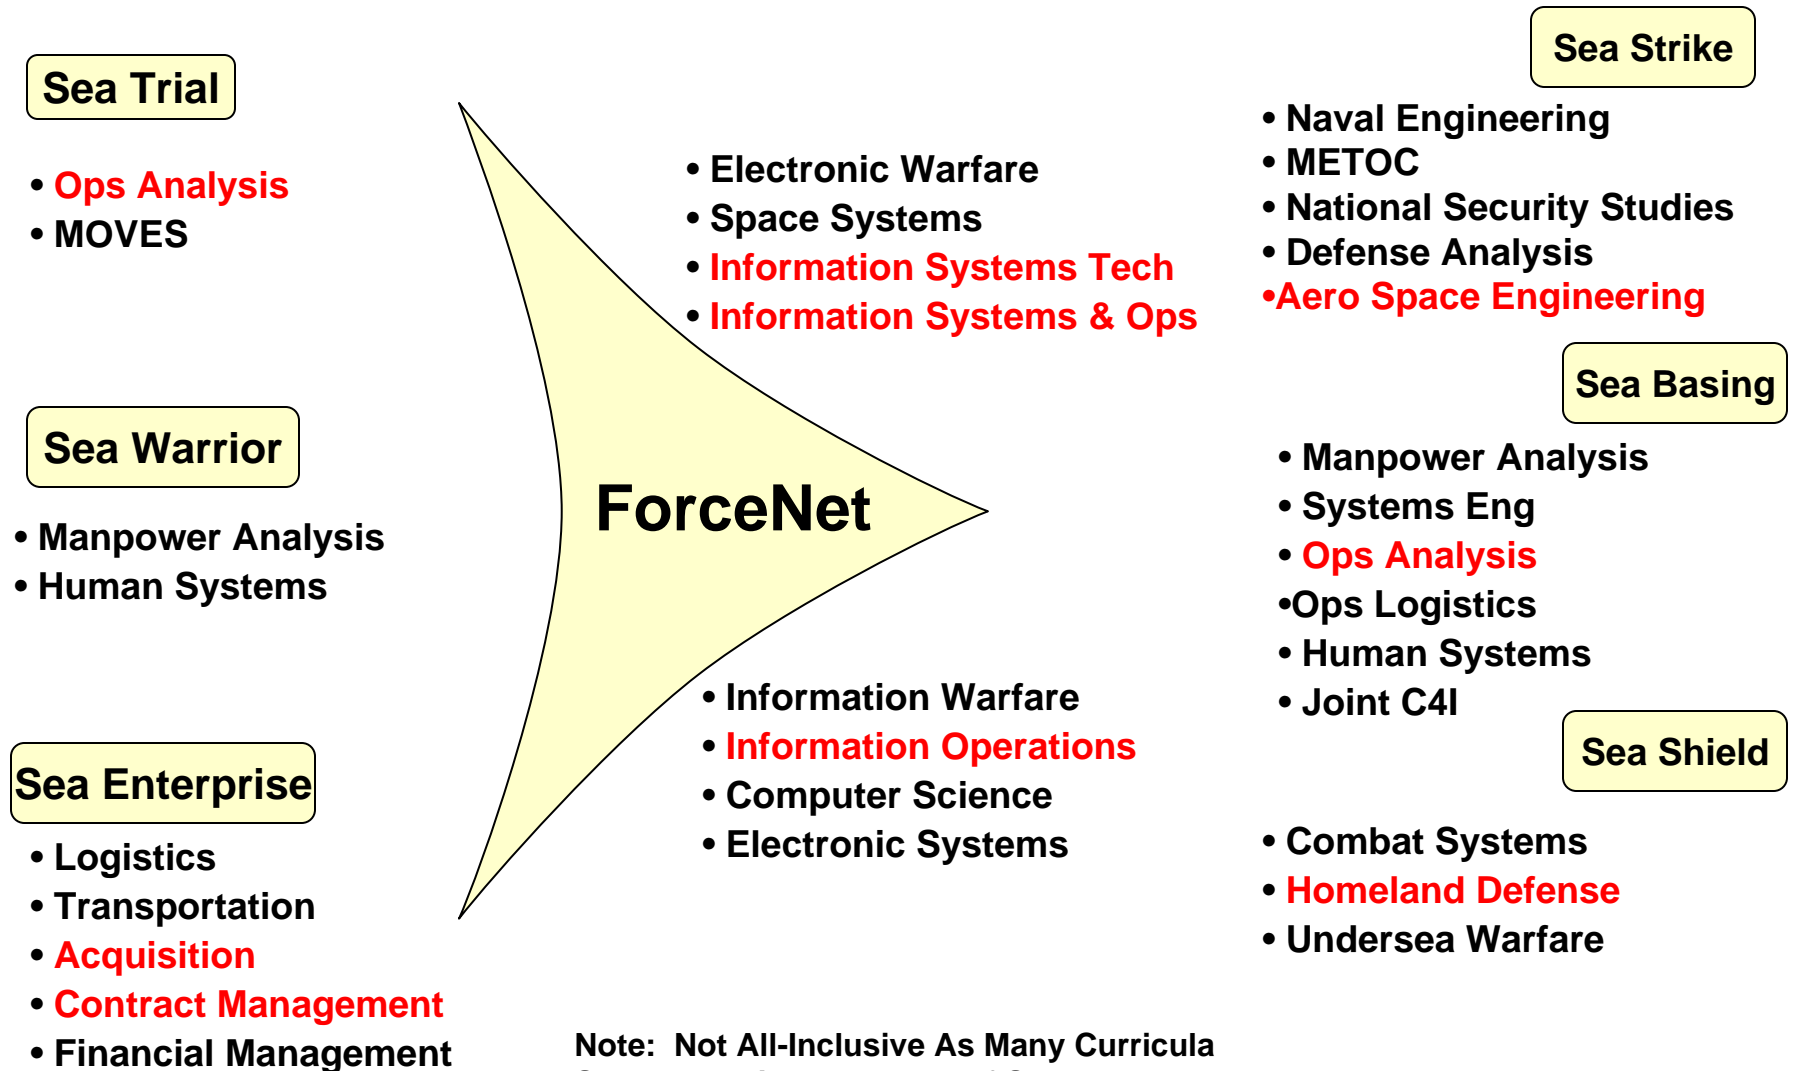 Sea Trial
• Ops Analysis
• MOVES
Sea Warrior
• Manpower Analysis
• Human Systems
Sea Enterprise
• Logistics
• Transportation
• Acquisition
• Contract Management
• Financial Management
• Electronic Warfare
• Space Systems
• Information Systems Tech
• Information Systems & Ops
ForceNet
• Information Warfare
• Information Operations
• Computer Science
• Electronic Systems
Note: Not All-Inclusive As Many Curricula
Sea Strike
• Naval Engineering
• METOC
• National Security Studies
• Defense Analysis
•Aero Space Engineering
Sea Basing
• Manpower Analysis
• Systems Eng
• Ops Analysis
•Ops Logistics
• Human Systems
• Joint C4I
Sea Shield
• Combat Systems
• Homeland Defense
• Undersea Warfare